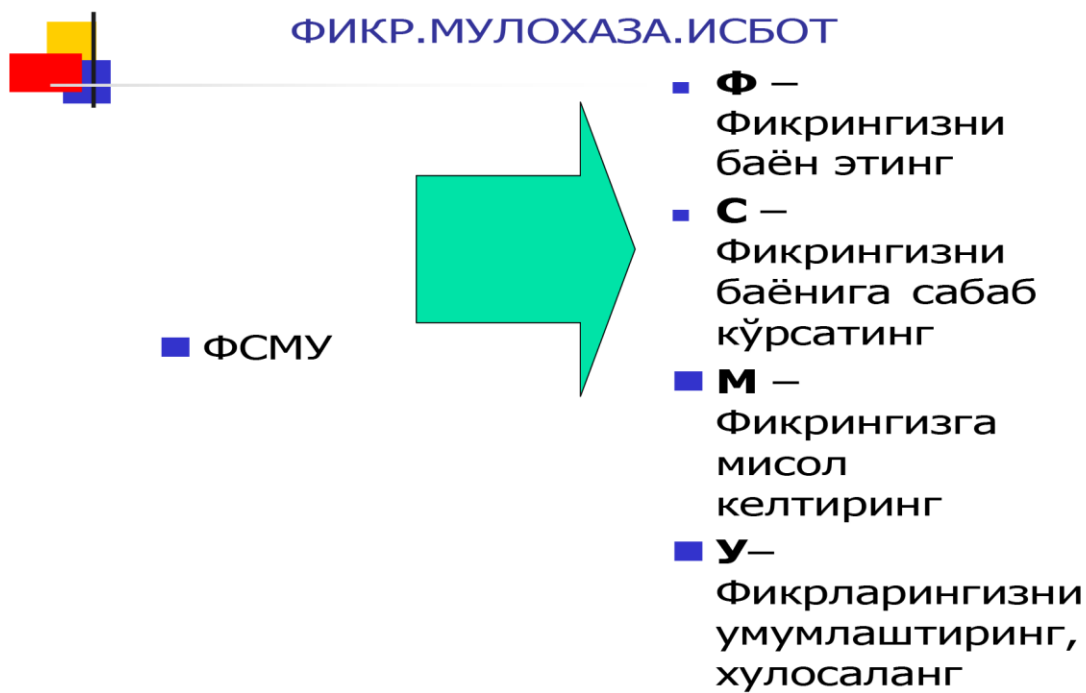 ФИКР.МУЛОХАЗА.ИСБОТ
ФСМУ
Ф –
Фикрингизни
баён этинг
С –
Фикрингизни
баёнига сабаб
кўрсатинг
М –
Фикрингизга
мисол
келтиринг
У–
Фикрларингизни
умумлаштиринг,
хулосаланг